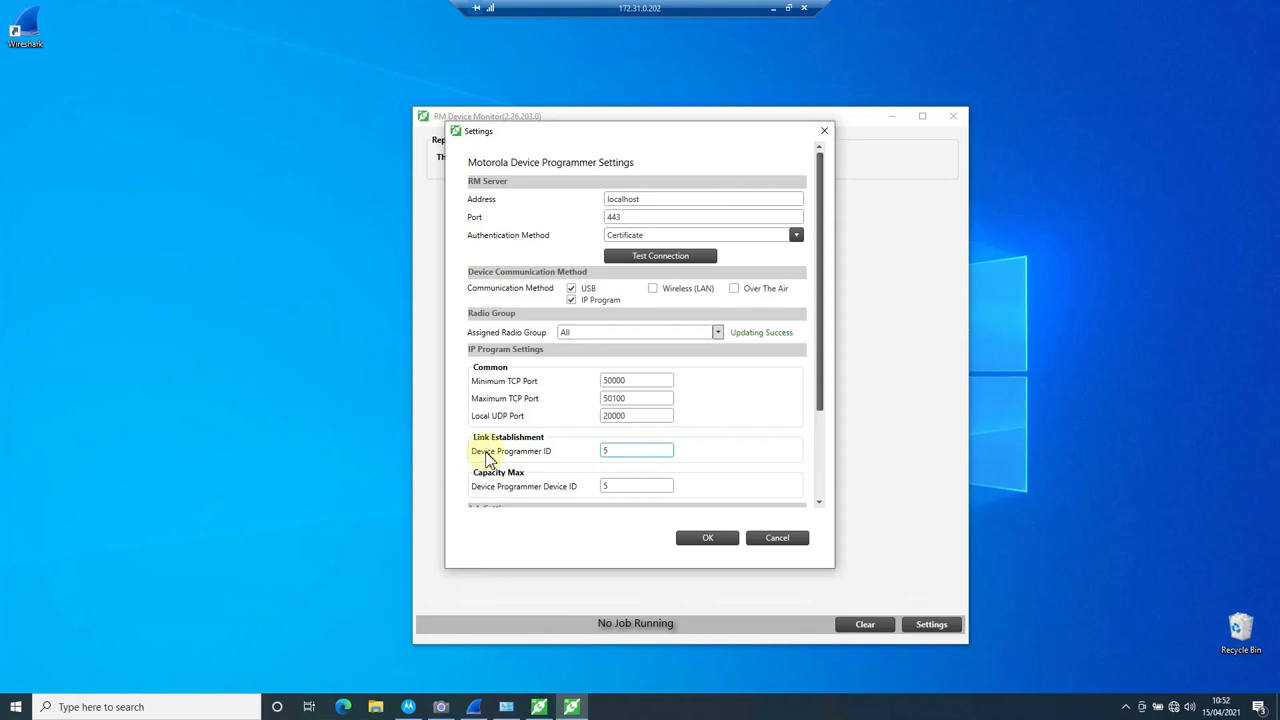 172.31.0.202
Wireshark
RM Device Monitor(2.26.203.0)
Rep
Th
Settings
Motorola Device Programmer Settings
RM Server
Address localhost
Port 443
Authentication Method Certificate
Test Connection
Device Communication Method
Communication Method USB Wireless (LAN) Over The Air
IP Program
Radio Group
Assigned Radio Group All Updating Success
IP Program Settings
Common
Minimum TCP Port 50000
Maximum TCP Port 50100
Local UDP Port 20000
Link Establishment
Device Programmer ID 5
Capacity Max
Device Programmer Device ID 5
OK Cancel
No Job Running Clear Settings
Recycle Bin
Type here to search
10:52
15/04/2021